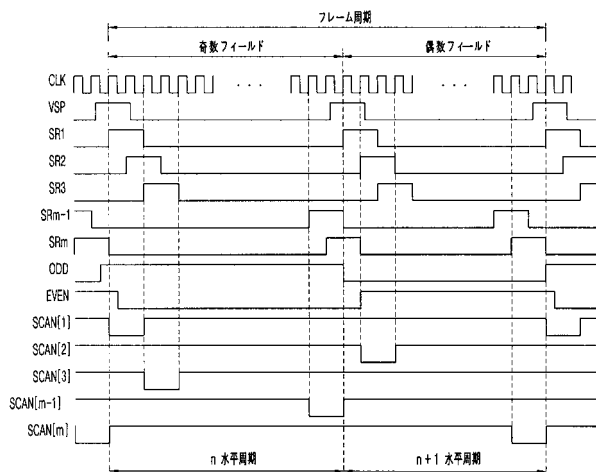 フレーム周期
奇数フィールド
偶数フィールド
CLK
. . .
. . .
VSP
SR1
SR2
SR3
SRm-1
SRm
ODD
EVEN
SCAN[1]
SCAN[2]
SCAN[3]
SCAN[m-1]
SCAN[m]
n 水平周期
n+1 水平周期